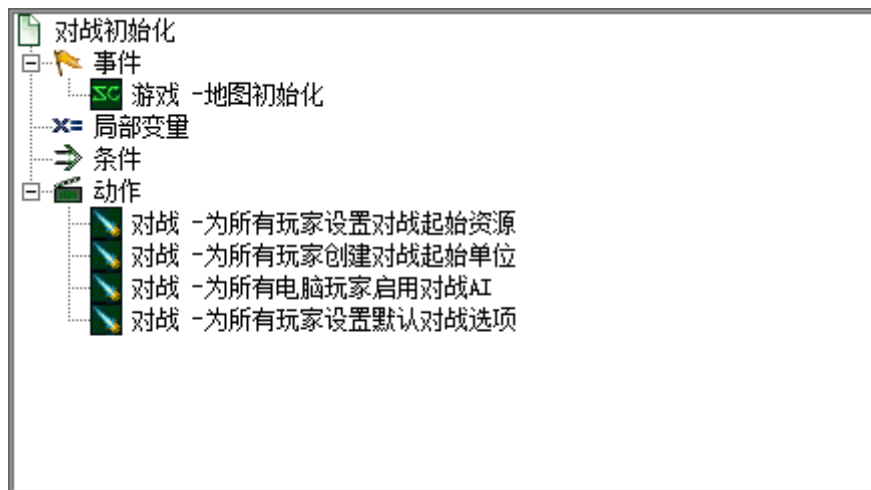 对战初始化
事件
游戏 -地图初始化
x= 局部变量
条件
动作
对战 -为所有玩家设置对战起始资源
对战 -为所有玩家创建对战起始单位
对战 -为所有电脑玩家启用对战AI
对战 -为所有玩家设置默认对战选项